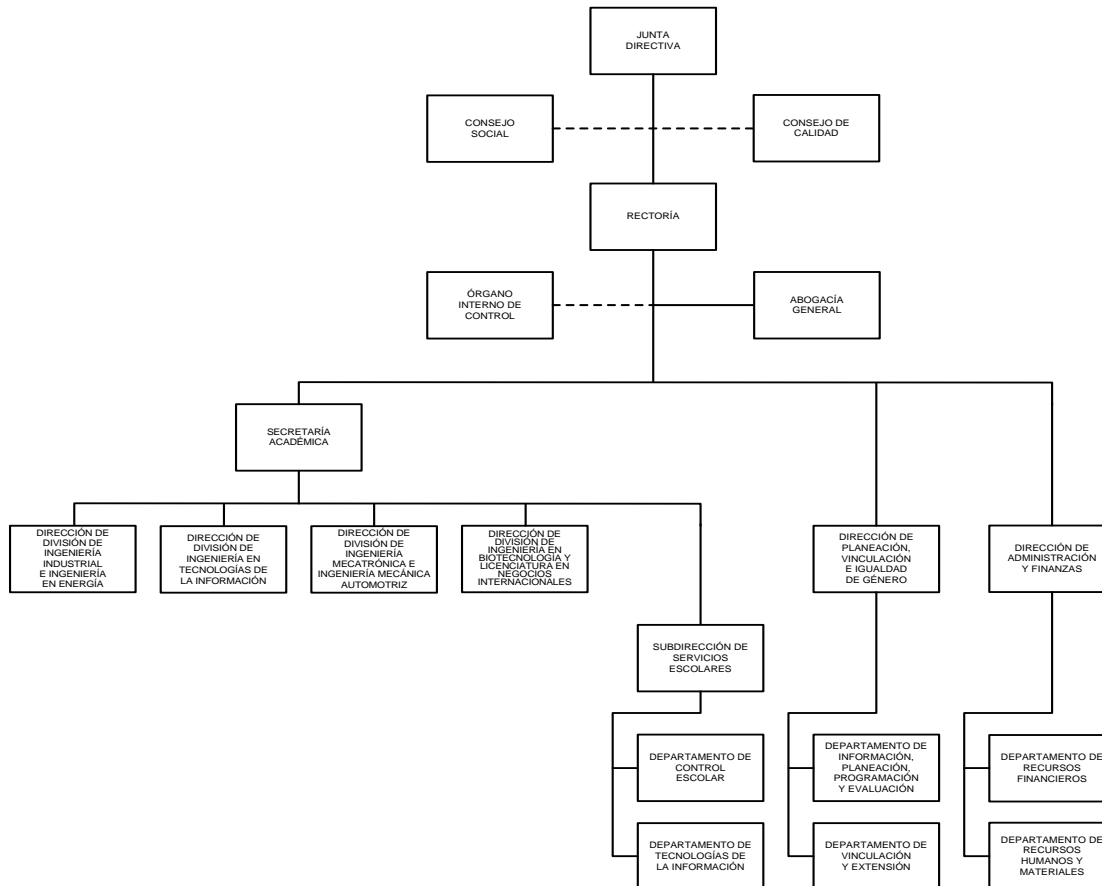 JUNTA
DIRECTIVA
CONSEJO
SOCIAL
CONSEJO DE
CALIDAD
RECTORÍA
ÓRGANO
INTERNO DE
CONTROL
ABOGACÍA
GENERAL
SECRETARÍA
ACADÉMICA
DIRECCIÓN DE
DIVISIÓN DE
INGENIERÍA
INDUSTRIAL
E INGENIERÍA
EN ENERGÍA
DIRECCIÓN DE
DIVISIÓN DE
INGENIERÍA EN
TECNOLOGÍAS DE
LA INFORMACIÓN
DIRECCIÓN DE
DIVISIÓN DE
INGENIERÍA
MECATRÓNICA E
INGENIERÍA MECÁNICA
AUTOMOTRIZ
DIRECCIÓN DE
DIVISIÓN DE
INGENIERÍA EN
BIOTECNOLOGÍA Y
LICENCIATURA EN
NEGOCIOS
INTERNACIONALES
DIRECCIÓN DE
PLANEACIÓN,
VINCULACIÓN
E IGUALDAD
DE GÉNERO
DIRECCIÓN DE
ADMINISTRACIÓN
Y FINANZAS
SUBDIRECCIÓN DE
SERVICIOS
ESCOLARES
DEPARTAMENTO DE
CONTROL
ESCOLAR
DEPARTAMENTO DE
INFORMACIÓN,
PLANEACIÓN,
PROGRAMACIÓN
Y EVALUACIÓN
DEPARTAMENTO DE
RECURSOS
FINANCIEROS
DEPARTAMENTO DE
TECNOLOGÍAS DE
LA INFORMACIÓN
DEPARTAMENTO DE
VINCULACIÓN
Y EXTENSIÓN
DEPARTAMENTO DE
RECURSOS
HUMANOS Y
MATERIALES